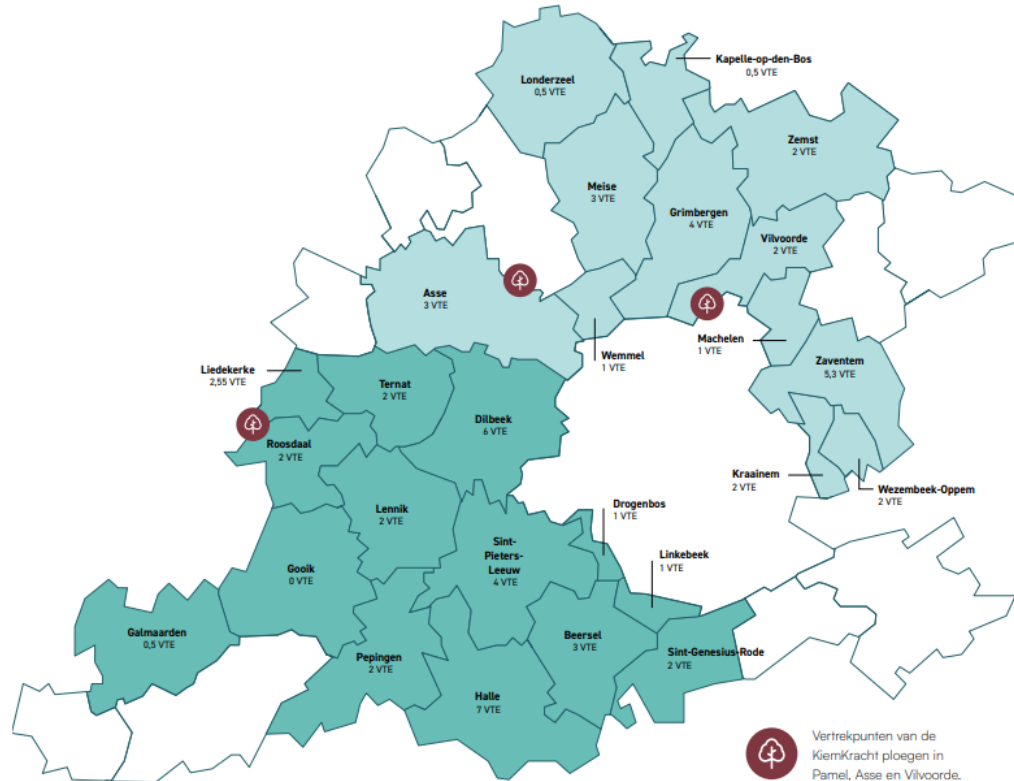 Kapelle-op-den-Bos
0,5 VTE
Londerzeel
0,5 VTE
Zemst
2 VTE
Meise
3 VTE
Grimbergen
4 VTE
Vilvoorde
2 VTE
Asse
3 VTE
Wemmel
1 VTE
Machelen
1 VTE
Zaventem
5,3 VTE
Liedekerke
2,55 VTE
Ternat
2 VTE
Dilbeek
6 VTE
Roosdaal
2 VTE
Kraainem
2 VTE
Wezembeek-Oppem
2 VTE
Lennik
2 VTE
Drogenbos
1 VTE
Sint-
Pieters-
Leeuw
4 VTE
Linkebeek
1 VTE
Gooik
0 VTE
Galmaarden
0,5 VTE
Beersel
3 VTE
Sint-Genesius-Rode
2 VTE
Pepingen
2 VTE
Halle
7 VTE
Vertrekpunten van de
KiemKracht ploegen in
Pamel, Asse en Vilvoorde.